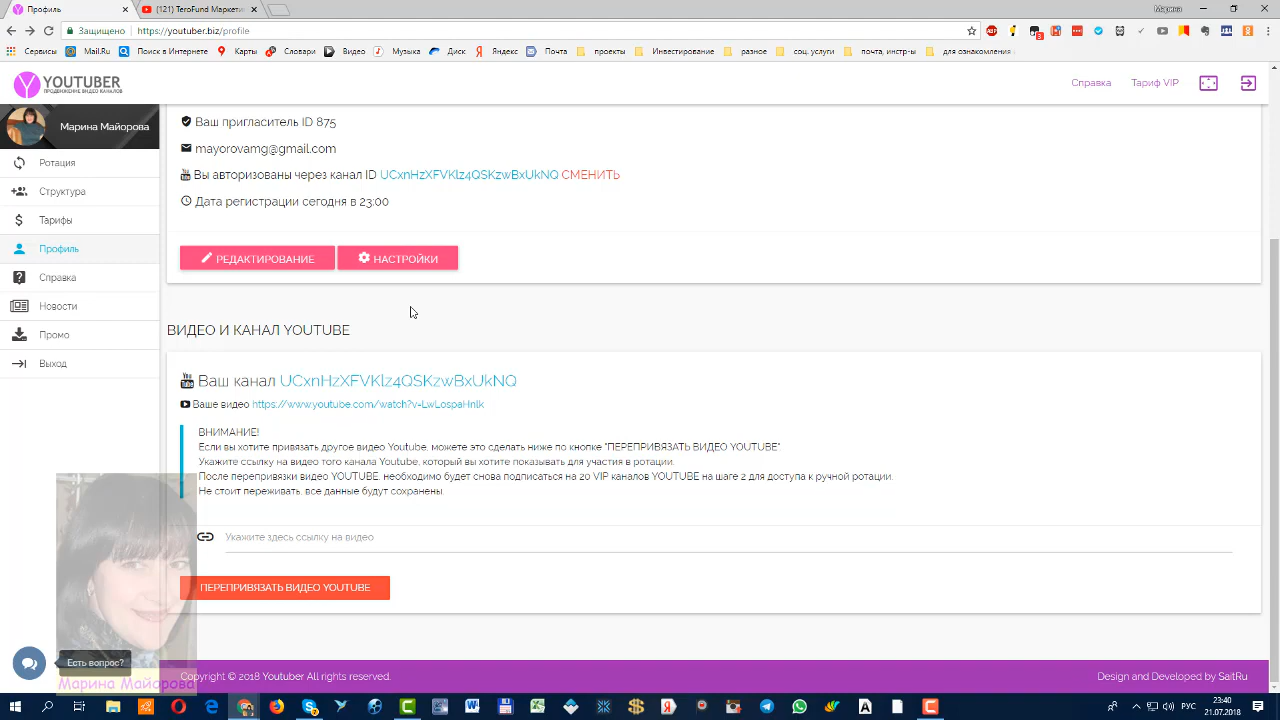 Профиль
(121) TeroFund Маркети
Марина
Защищено
https://youtuber.biz/profile
Сервисы
Mail.Ru
Поиск в Интернете
Карты
Словари
Видео
Музыка
Диск
Яндекс
Почта
проекты
Инвестирование
разное
соц.услуги
почта, инстр-ы
для ознакомления
YOUTUBER
ПРОДВИЖЕНИЕ ВИДЕО КАНАЛОВ
Справка
Тариф VIP
Марина Майорова
Ротация
Структура
Тарифы
Профиль
Справка
Новости
Промо
Выход
Ваш пригласитель ID 875
mayorovamg@gmail.com
Вы авторизованы через канал ID UCxnHzXFVKlz4QSKzwBxUkNQ СМЕНИТЬ
Дата регистрации сегодня в 23:00
РЕДАКТИРОВАНИЕ
НАСТРОЙКИ
ВИДЕО И КАНАЛ YOUTUBE
Ваш канал UCxnHzXFVKlz4QSKzwBxUkNQ
Ваше видео https://www.youtube.com/watch?v=LwLospaHnlk
ВНИМАНИЕ!
Если вы хотите привязать другое видео Youtube, можете это сделать ниже по кнопке "ПЕРЕПРИВЯЗАТЬ ВИДЕО YOUTUBE".
Укажите ссылку на видео того канала Youtube, который вы хотите показывать для участия в ротации.
После перепривязки видео YOUTUBE, необходимо будет снова подписаться на 20 VIP каналов YOUTUBE на шаге 2 для доступа к ручной ротации.
Не стоит переживать, все данные будут сохранены.
Укажите здесь ссылку на видео
ПЕРЕПРИВЯЗАТЬ ВИДЕО YOUTUBE
Есть вопрос?
Марина Майорова
Copyright © 2018 Youtuber All rights reserved.
Design and Developed by SaitRu
РУС
23:40
21.07.2018